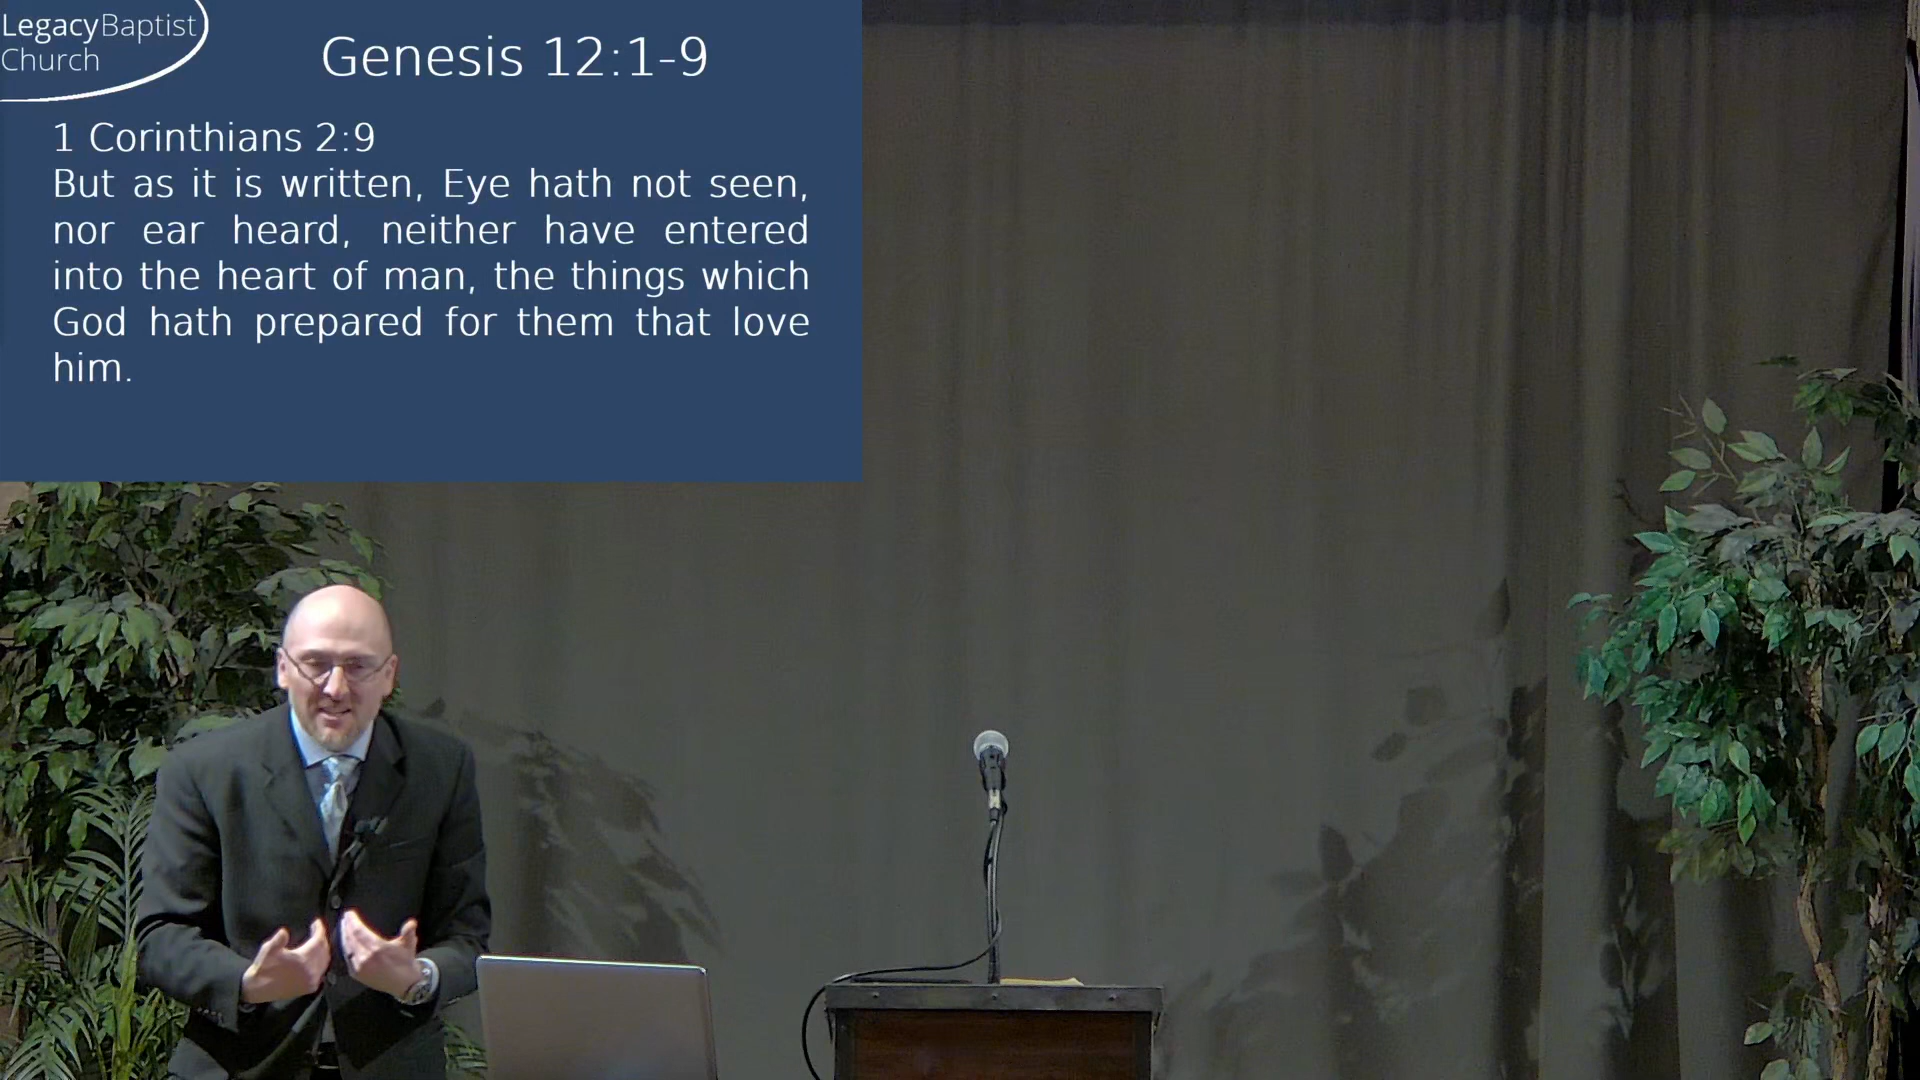 LegacyBaptist
Church
Genesis 12:1-9
1 Corinthians 2:9
But as it is written, Eye hath not seen,
nor ear heard, neither have entered
into the heart of man, the things which
God hath prepared for them that love
him.